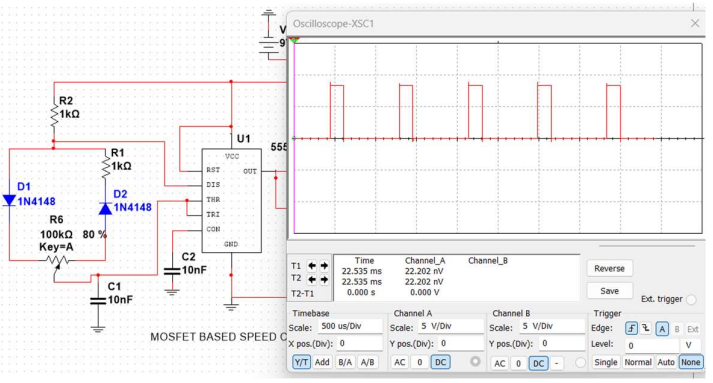 Oscilloscope-XSC1
V
9
R2
1kΩ
R1
1kΩ
U1
VCC
555
RST
OUT
DIS
THR
TRI
CON
GND
D1
1N4148
D2
1N4148
R6
100kΩ
80 %
Key=A
C2
10nF
C1
10nF
MOSFET BASED SPEED C
Time Channel_A Channel_B
T1 22.535 ms 22.202 nV
T2 22.535 ms 22.202 nV
T2-T1 0.000 s 0.000 V
Reverse
Save
Ext. trigger
Timebase
Scale: 500 us/Div
X pos.(Div): 0
Y/T Add B/A A/B
Channel A
Scale: 5 V/Div
Y pos.(Div): 0
AC 0 DC
Channel B
Scale: 5 V/Div
Y pos.(Div): 0
AC 0 DC -
Trigger
Edge: A B Ext
Level: 0 V
Single Normal Auto None